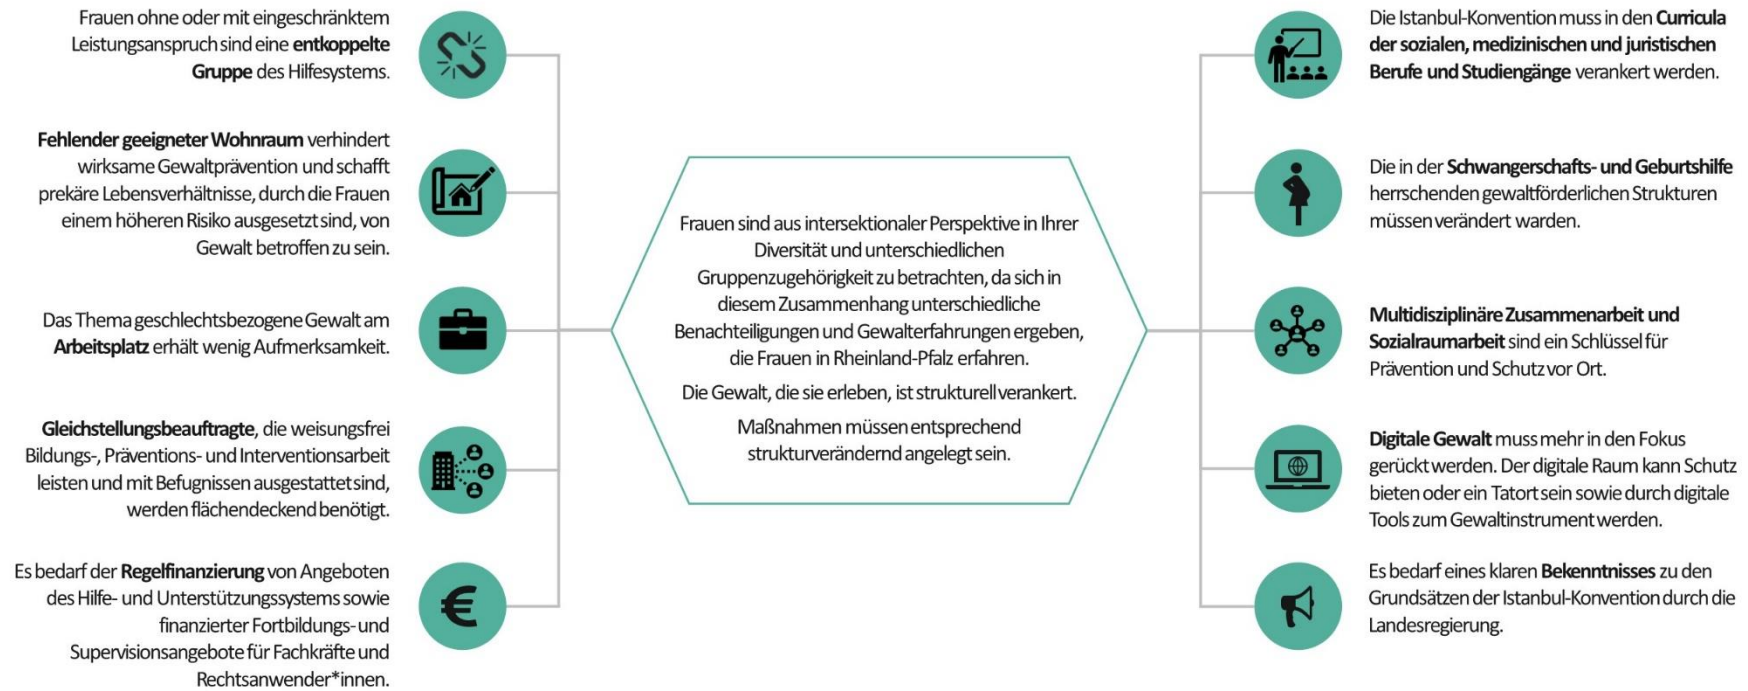 Frauen ohne oder mit eingeschränktem
Leistungsanspruch sind eine entkoppelte
Gruppe des Hilfesystems.
Fehlender geeigneter Wohnraum verhindert
wirksame Gewaltprävention und schafft
prekäre Lebensverhältnisse, durch die Frauen
einem höheren Risiko ausgesetzt sind, von
Gewalt betroffen zu sein.
Das Thema geschlechtsbezogene Gewalt am
Arbeitsplatz erhält wenig Aufmerksamkeit.
Gleichstellungsbeauftragte, die weisungsfrei
Bildungs-, Präventions- und Interventionsarbeit
leisten und mit Befugnissen ausgestattet sind,
werden flächendeckend benötigt.
Es bedarf der Regelfinanzierung von Angeboten
des Hilfe- und Unterstützungssystems sowie
finanzierter Fortbildungs- und
Supervisionsangebote für Fachkräfte und
Rechtsanwender*innen.
Frauen sind aus intersektionaler Perspektive in Ihrer
Diversität und unterschiedlichen
Gruppenzugehörigkeit zu betrachten, da sich in
diesem Zusammenhang unterschiedliche
Benachteiligungen und Gewalterfahrungen ergeben,
die Frauen in Rheinland-Pfalz erfahren.
Die Gewalt, die sie erleben, ist strukturell verankert.
Maßnahmen müssen entsprechend
strukturverändernd angelegt sein.
Die Istanbul-Konvention muss in den Curricula
der sozialen, medizinischen und juristischen
Berufe und Studiengänge verankert werden.
Die in der Schwangerschafts- und Geburtshilfe
herrschenden gewaltförderlichen Strukturen
müssen verändert warden.
Multidisziplinäre Zusammenarbeit und
Sozialraumarbeit sind ein Schlüssel für
Prävention und Schutz vor Ort.
Digitale Gewalt muss mehr in den Fokus
gerückt werden. Der digitale Raum kann Schutz
bieten oder ein Tatort sein sowie durch digitale
Tools zum Gewaltinstrument werden.
Es bedarf eines klaren Bekenntnisses zu den
Grundsätzen der Istanbul-Konvention durch die
Landesregierung.